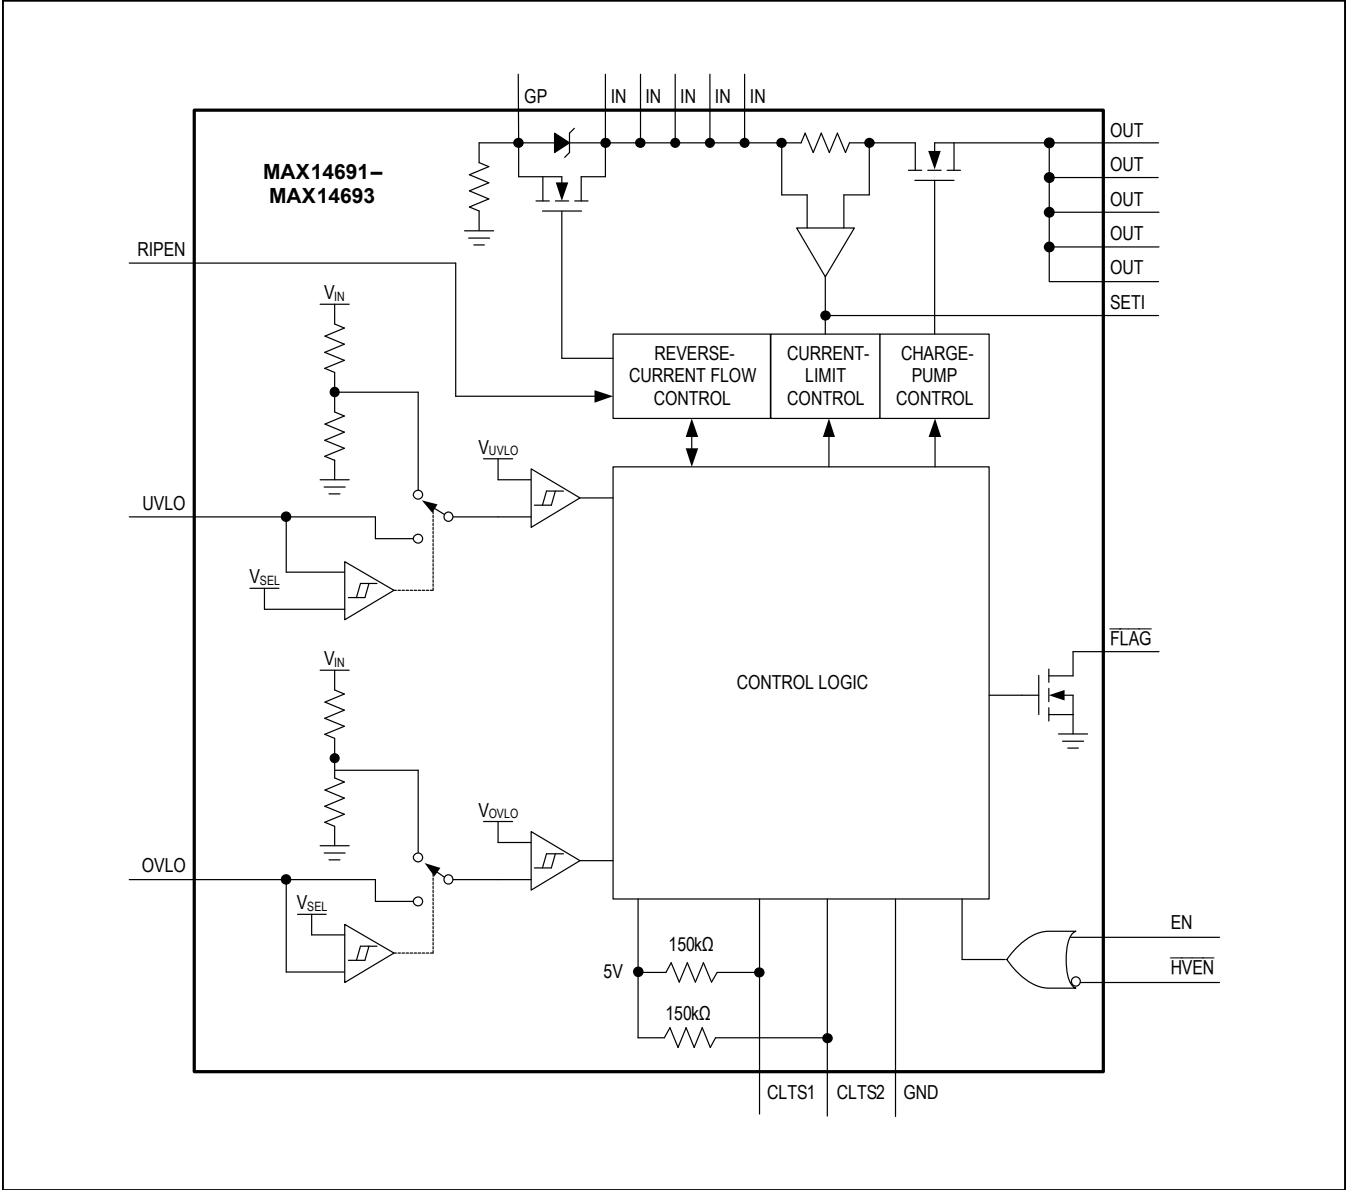 GP
IN
IN
IN
IN
IN
OUT
OUT
OUT
OUT
OUT
SETI
MAX14691–
MAX14693
RIPEN
VIN
REVERSE-
CURRENT FLOW
CONTROL
CURRENT-
LIMIT
CONTROL
CHARGE-
PUMP
CONTROL
VUVLO
UVLO
VSEL
FLAG
VIN
CONTROL LOGIC
VOVLO
OVLO
VSEL
EN
HVEN
150kΩ
5V
150kΩ
CLTS1
CLTS2
GND